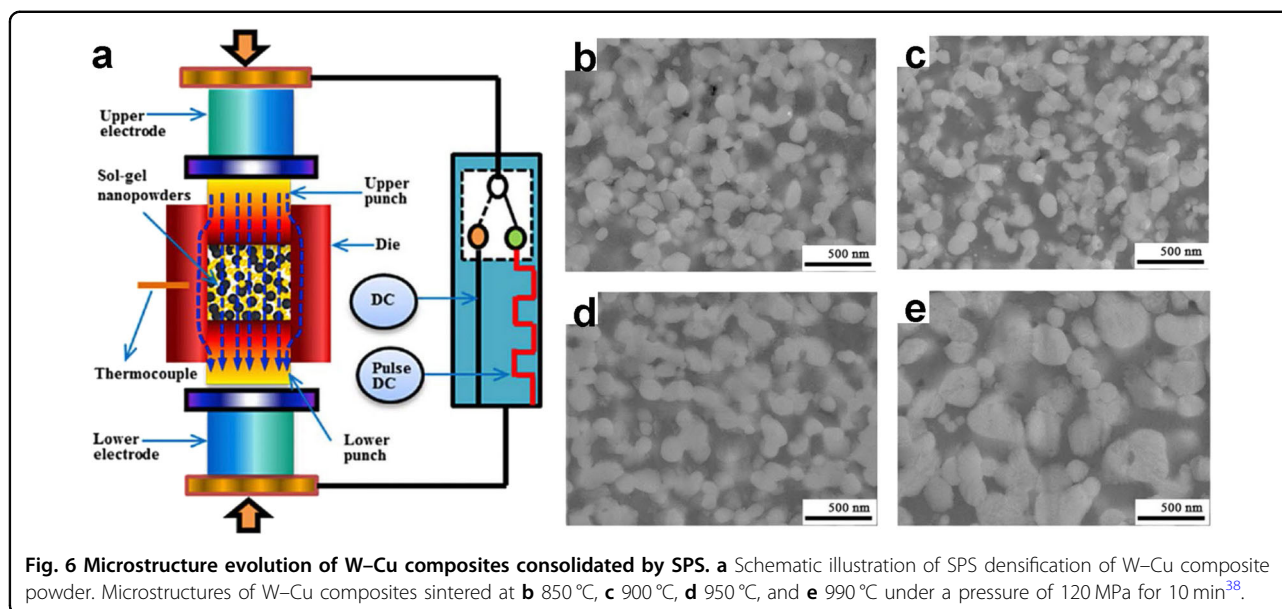 a
Upper
electrode
Sol-gel
nanopowders
Upper
punch
Die
Thermocouple
DC
Pulse
DC
Lower
electrode
Lower
punch
b
500 nm
c
500 nm
d
500 nm
e
500 nm
Fig. 6 Microstructure evolution of W–Cu composites consolidated by SPS. a Schematic illustration of SPS densification of W–Cu composite
powder. Microstructures of W–Cu composites sintered at b 850 °C, c 900 °C, d 950 °C, and e 990 °C under a pressure of 120 MPa for 10 min38.